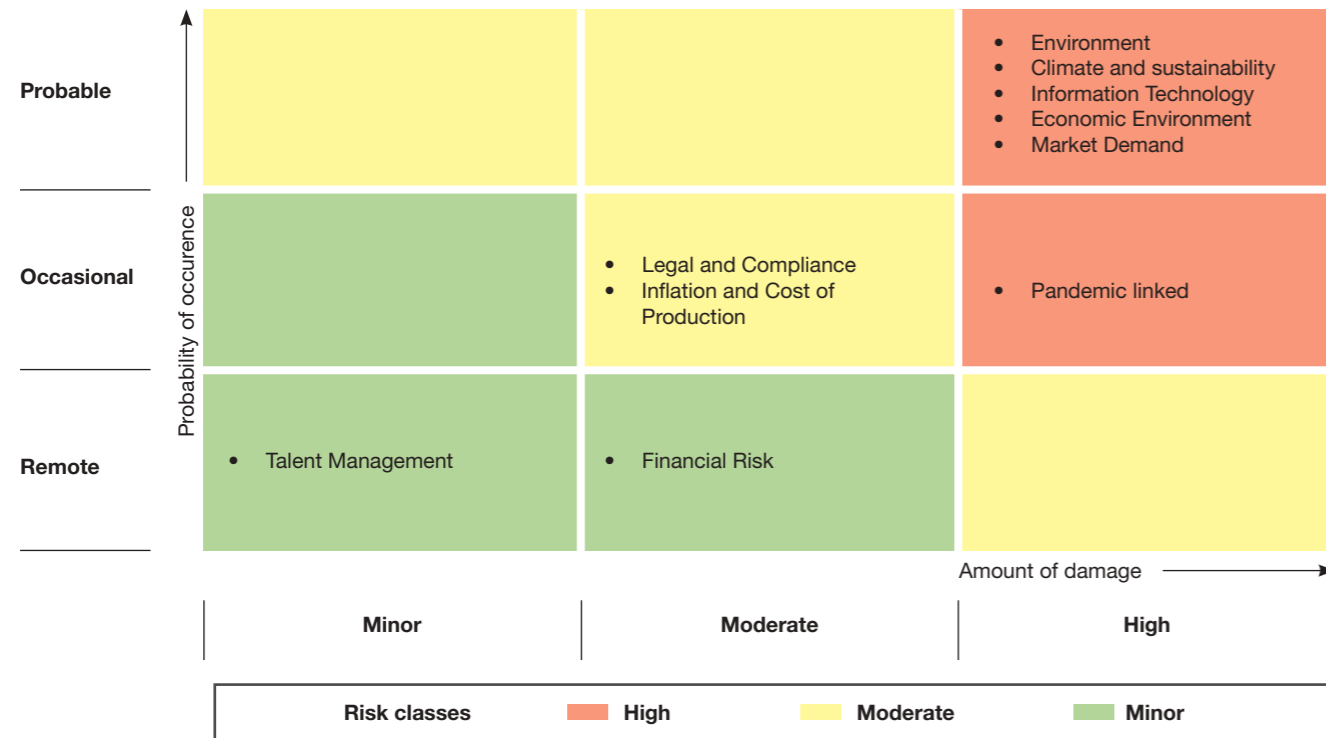 Probable
• Environment
• Climate and sustainability
• Information Technology
• Economic Environment
• Market Demand
Probability of occurence
Occasional
• Legal and Compliance
• Inflation and Cost of
Production
• Pandemic linked
Remote
• Talent Management
• Financial Risk
Amount of damage
Minor
Moderate
High
Risk classes
High
Moderate
Minor